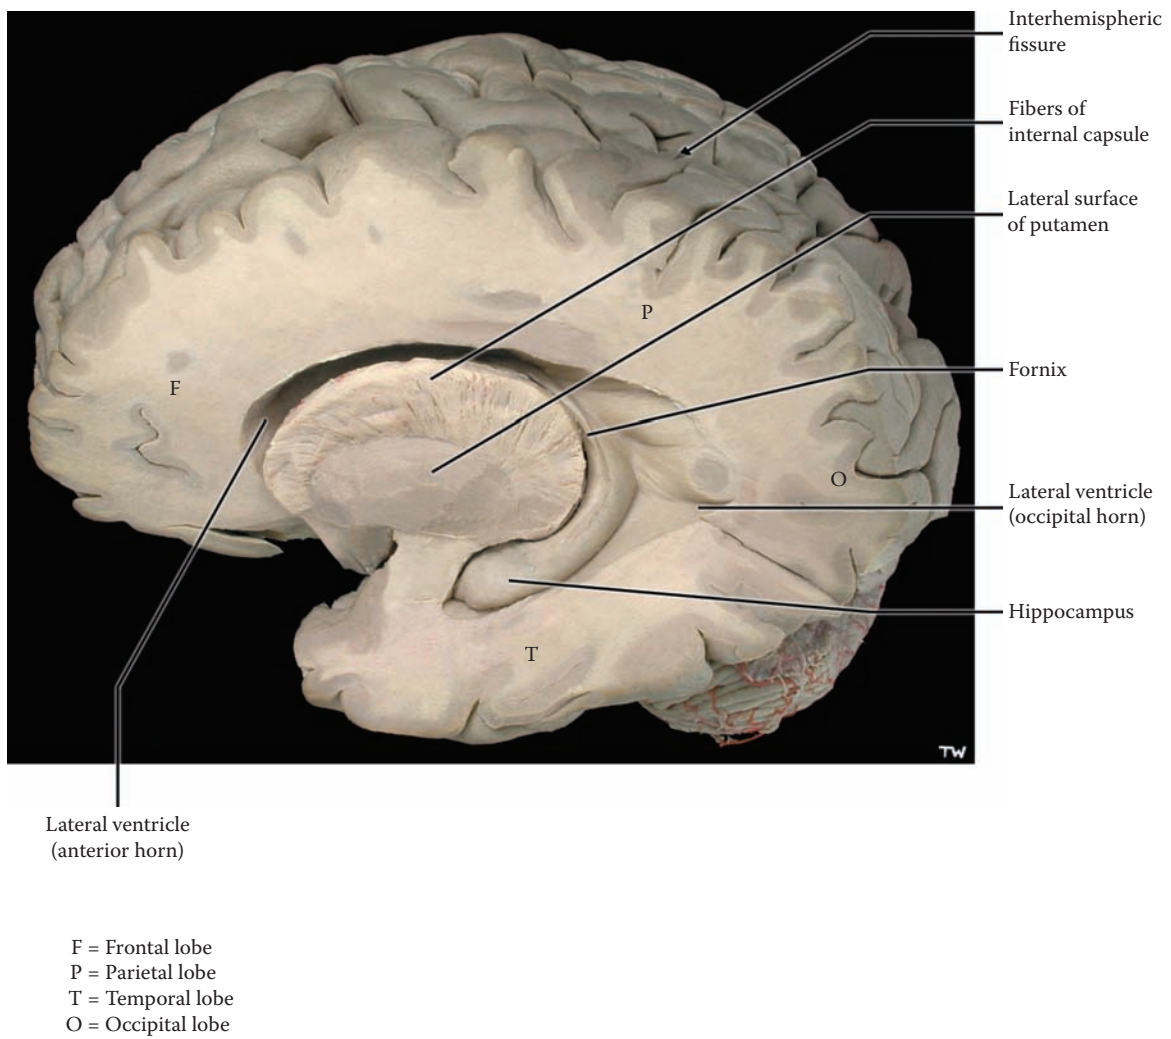 Interhemispheric
fissure
Fibers of
internal capsule
Lateral surface
of putamen
P
Fornix
F
O
Lateral ventricle
(occipital horn)
Hippocampus
T
TW
Lateral ventricle
(anterior horn)
F = Frontal lobe
P = Parietal lobe
T = Temporal lobe
O = Occipital lobe